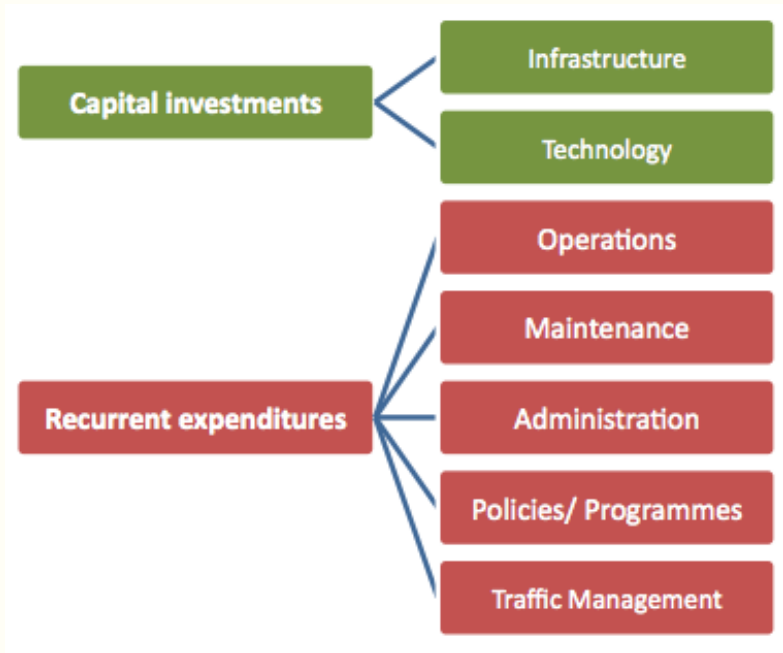 Capital investments
Infrastructure
Technology
Recurrent expenditures
Operations
Maintenance
Administration
Policies/ Programmes
Traffic Management